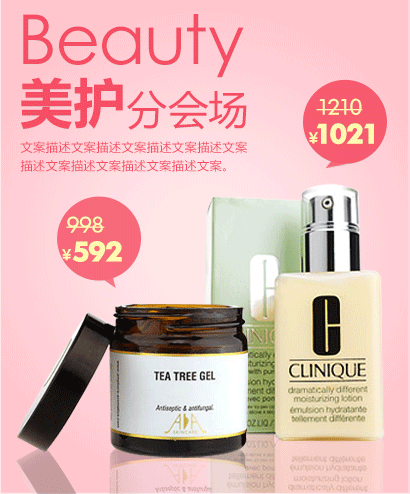 Beauty
美护分会场
文案描述文案描述文案描述文案描述文案
描述文案描述文案描述文案描述文案。
1210
¥1021
998
¥592
TEA TREE GEL
Antiseptic & antifungal.
SKINCARE
C
CLINIQUE
dramatically different
moisturizing lotion
émulsion hydratante
tellement différente
C
INIQUE